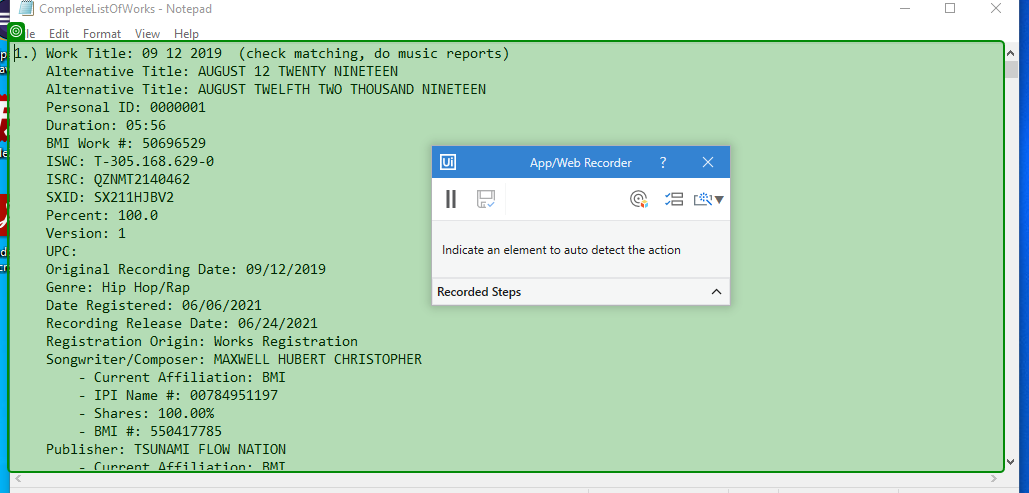 CompleteListOfWorks - Notepad
le Edit Format View Help
1.) Work Title: 09 12 2019  (check matching, do music reports)
Alternative Title: AUGUST 12 TWENTY NINETEEN
Alternative Title: AUGUST TWELFTH TWO THOUSAND NINETEEN
Personal ID: 0000001
Duration: 05:56
BMI Work #: 50696529
ISWC: T-305.168.629-0
ISRC: QZNMT2140462
SXID: SX211HJBV2
Percent: 100.0
Version: 1
UPC:
Original Recording Date: 09/12/2019
Genre: Hip Hop/Rap
Date Registered: 06/06/2021
Recording Release Date: 06/24/2021
Registration Origin: Works Registration
Songwriter/Composer: MAXWELL HUBERT CHRISTOPHER
- Current Affiliation: BMI
- IPI Name #: 00784951197
- Shares: 100.00%
- BMI #: 550417785
Publisher: TSUNAMI FLOW NATION
- Current Affiliation: BMI
Ui App/Web Recorder ?
Indicate an element to auto detect the action
Recorded Steps